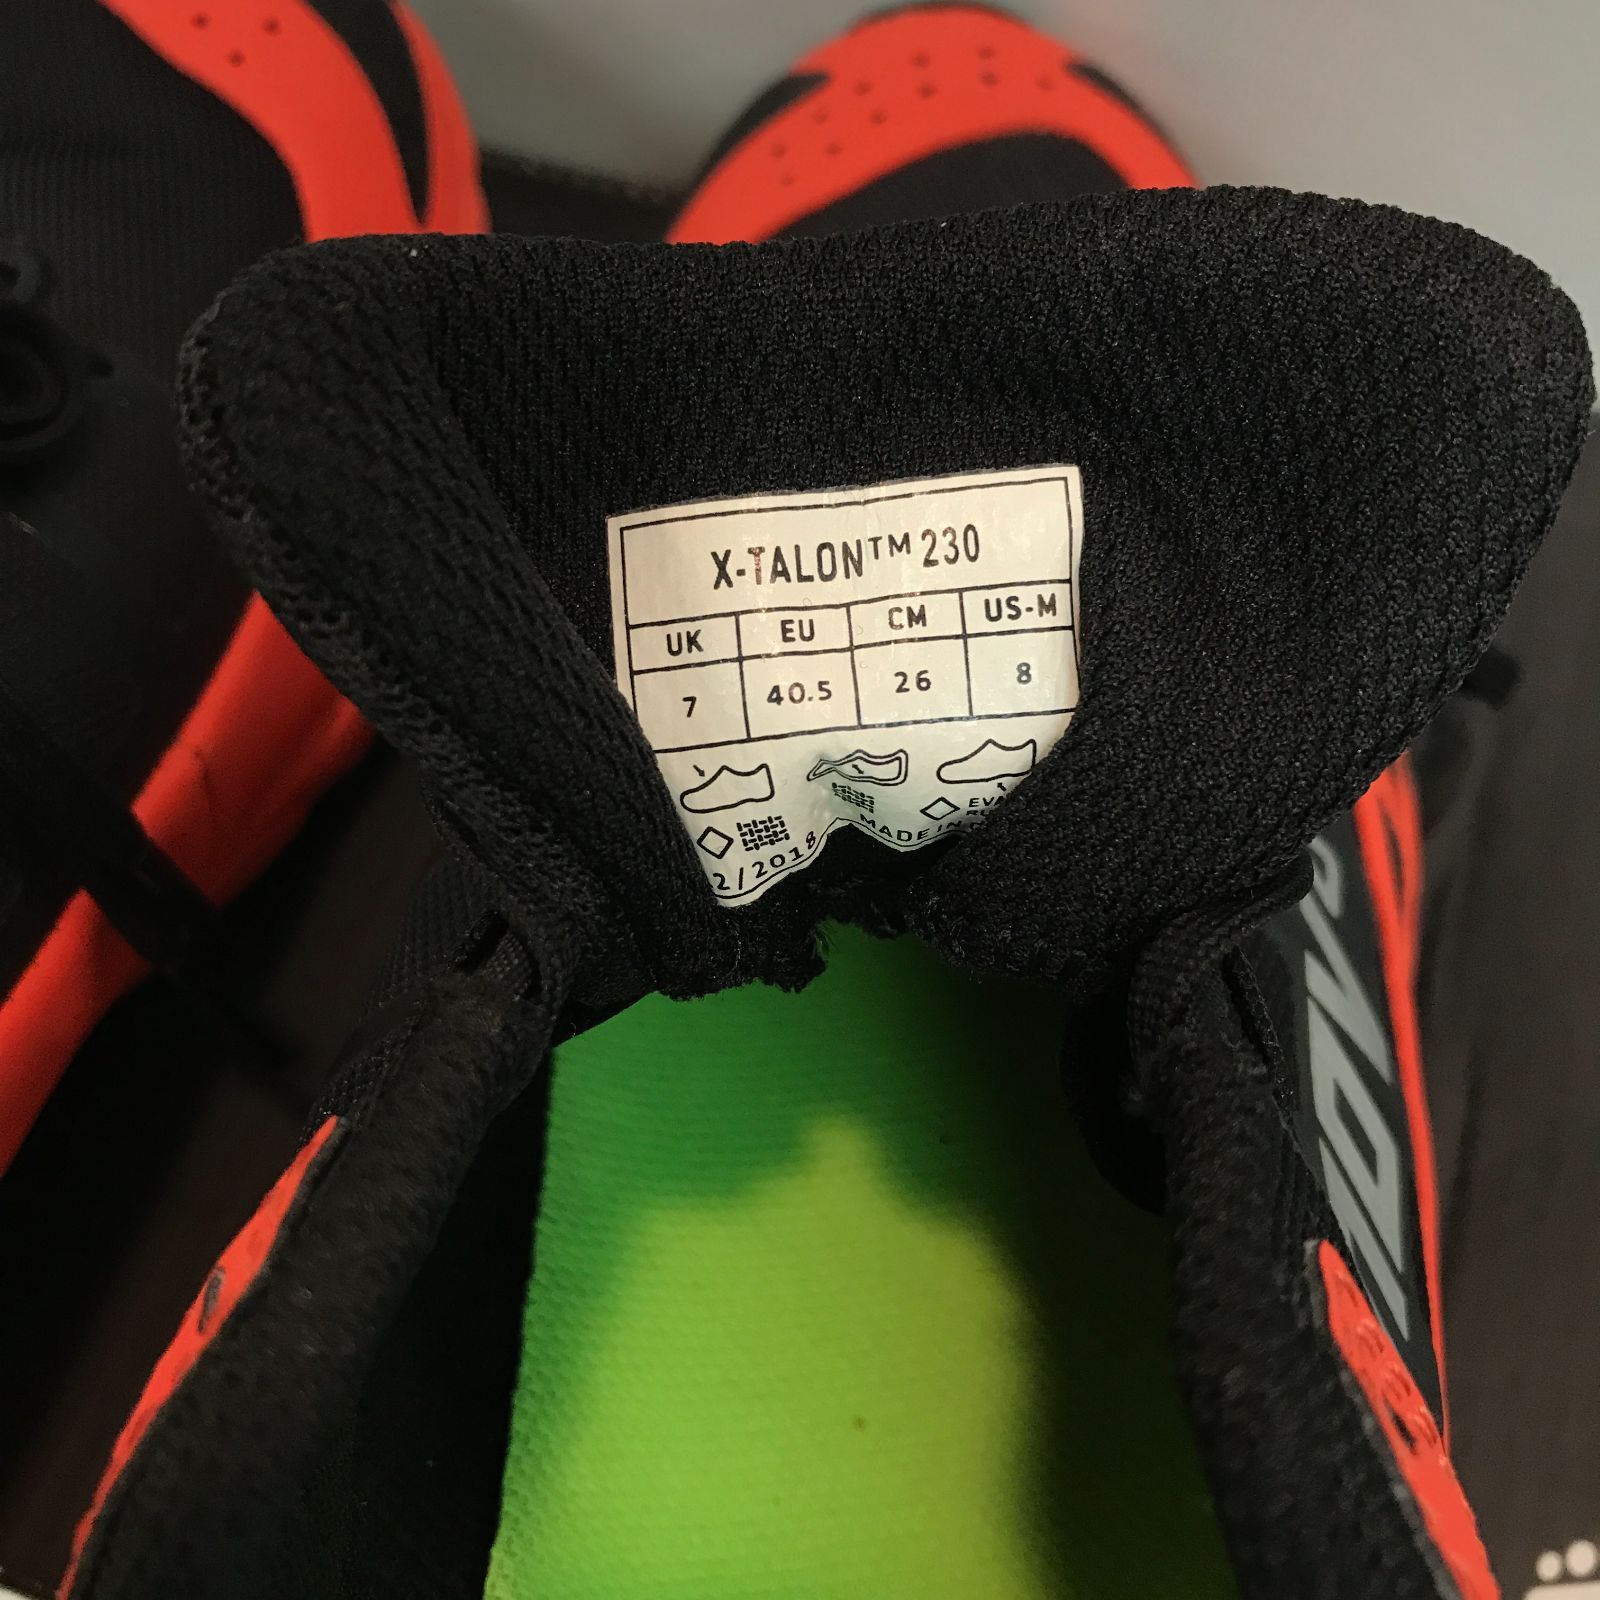 X-TALON™ 230
UK EU CM US-M
7 40.5 26 8
2/2018 MADE IN